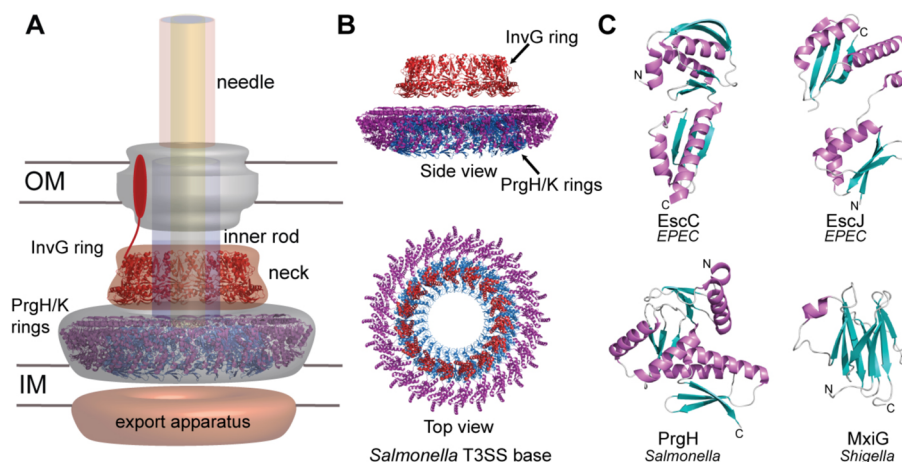 A
needle
OM
inner rod
InvG ring
neck
PrgH/K
rings
IM
export apparatus
B
InvG ring
Side view
PrgH/K rings
Top view
Salmonella T3SS base
C
N
C
EscC
EPEC
C
N
EscJ
EPEC
N
C
PrgH
Salmonella
N
C
MxiG
Shigella